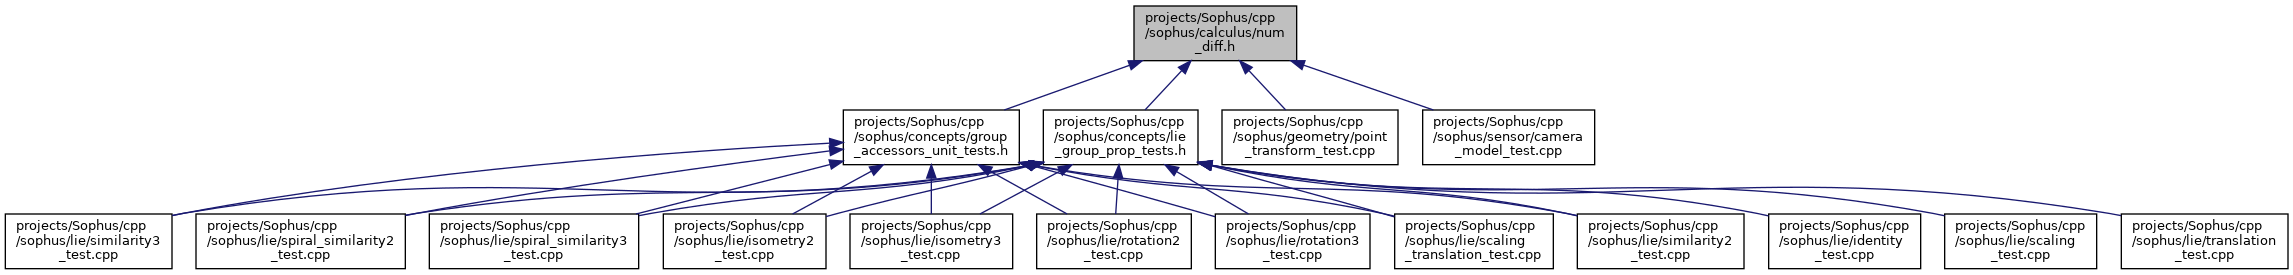 projects/Sophus/cpp
/sophus/calculus/num
_diff.h
projects/Sophus/cpp
/sophus/concepts/group
_accessors_unit_tests.h
projects/Sophus/cpp
/sophus/concepts/lie
_group_prop_tests.h
projects/Sophus/cpp
/sophus/geometry/point
_transform_test.cpp
projects/Sophus/cpp
/sophus/sensor/camera
_model_test.cpp
projects/Sophus/cpp
/sophus/lie/similarity3
_test.cpp
projects/Sophus/cpp
/sophus/lie/spiral_similarity2
_test.cpp
projects/Sophus/cpp
/sophus/lie/spiral_similarity3
_test.cpp
projects/Sophus/cpp
/sophus/lie/isometry2
_test.cpp
projects/Sophus/cpp
/sophus/lie/isometry3
_test.cpp
projects/Sophus/cpp
/sophus/lie/rotation2
_test.cpp
projects/Sophus/cpp
/sophus/lie/rotation3
_test.cpp
projects/Sophus/cpp
/sophus/lie/scaling
_translation_test.cpp
projects/Sophus/cpp
/sophus/lie/similarity2
_test.cpp
projects/Sophus/cpp
/sophus/lie/identity
_test.cpp
projects/Sophus/cpp
/sophus/lie/scaling
_test.cpp
projects/Sophus/cpp
/sophus/lie/translation
_test.cpp